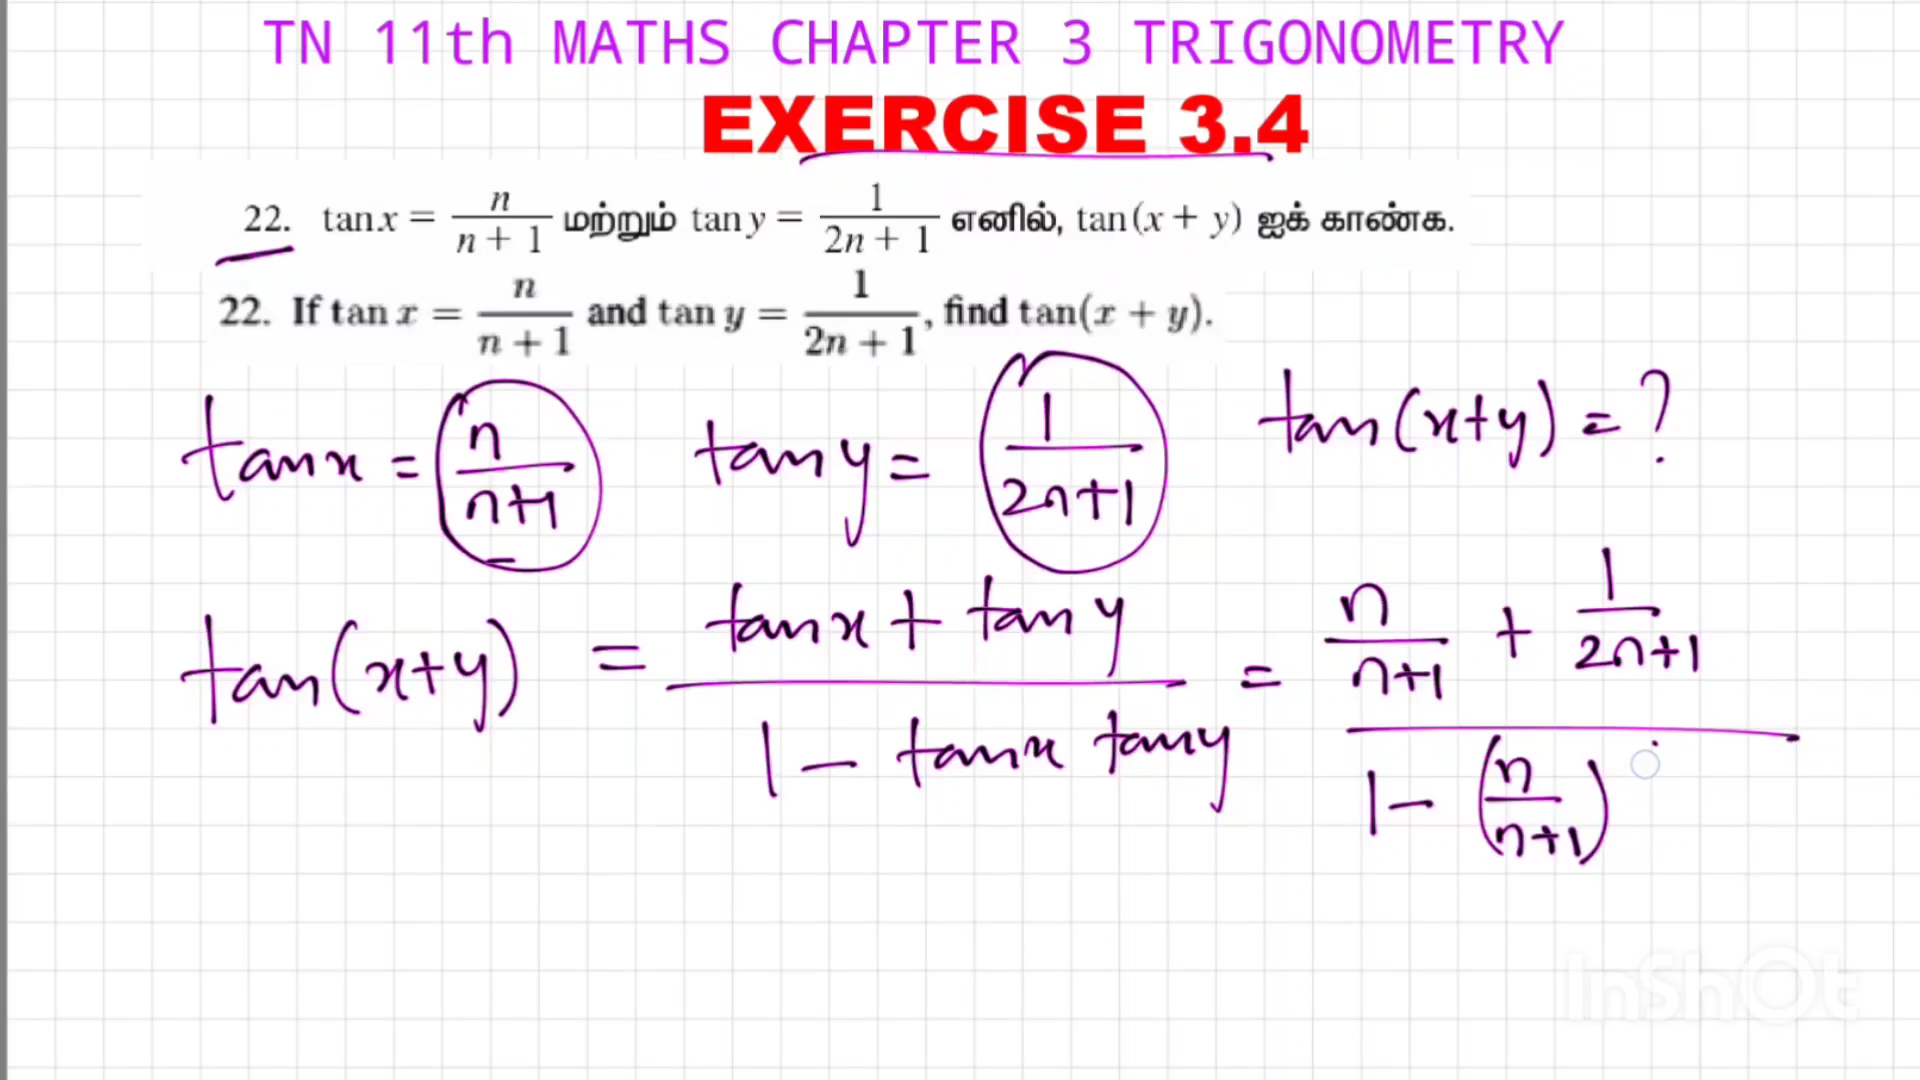 TN 11th MATHS CHAPTER 3 TRIGONOMETRY
EXERCISE 3.4
22. tan x = n/(n + 1) மற்றும் tan y = 1/(2n + 1) எனில், tan(x + y) ஐக் காண்க.
22. If tan x = n/(n + 1) and tan y = 1/(2n + 1), find tan(x + y).
tan x = n/(n+1) tan y = 1/(2n+1) tan(x+y) = ?
tan(x+y) = (tan x + tan y)/(1 - tan x tan y) = (n/(n+1) + 1/(2n+1))/(1 - (n/(n+1))
InShOt